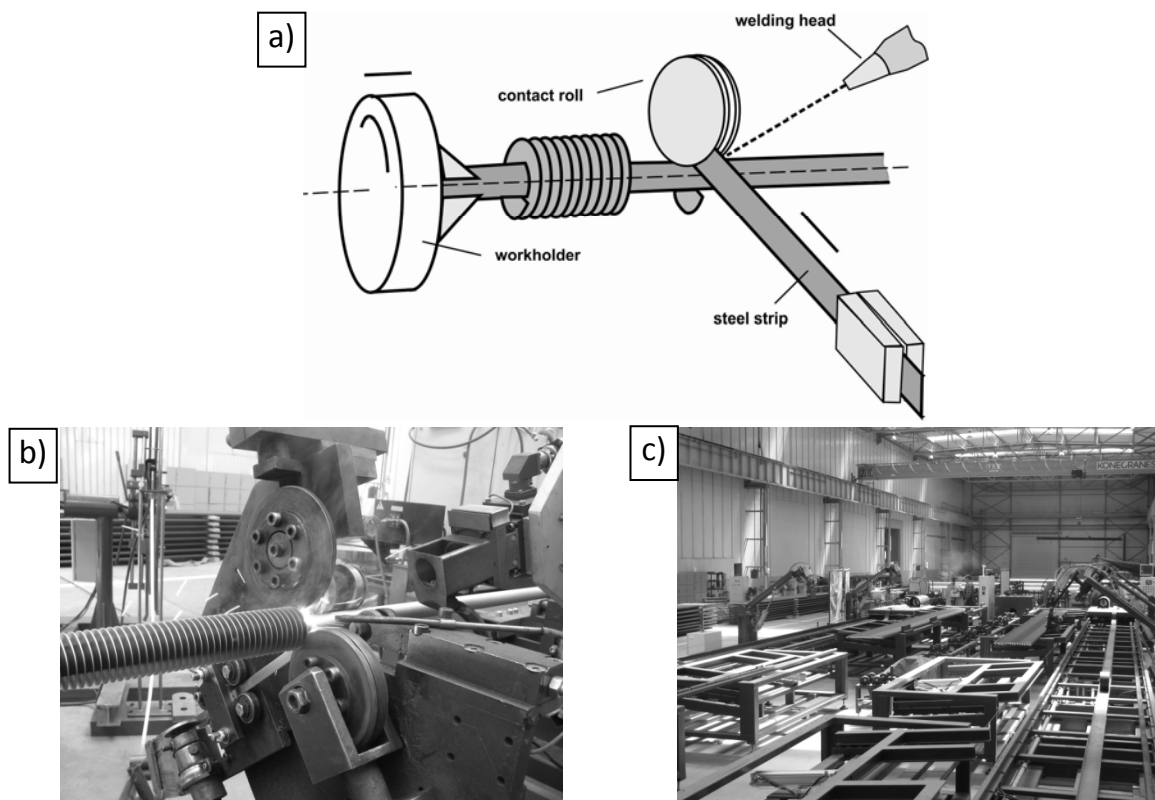 a)
welding head
contact roll
workholder
steel strip
b)
c)
KONECRANES